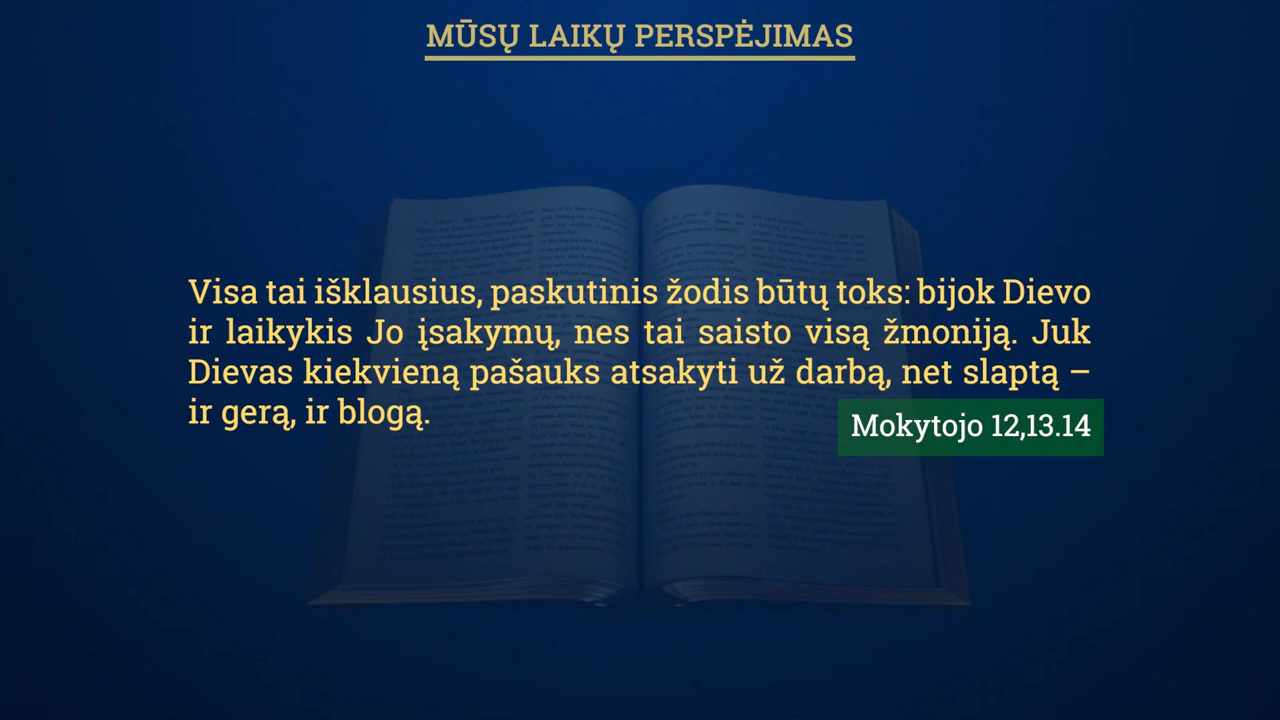 MŪSŲ LAIKŲ PERSPĖJIMAS
Visa tai išklausius, paskutinis žodis būtų toks: bijok Dievo
ir laikykis Jo įsakymų, nes tai saisto visą žmoniją. Juk
Dievas kiekvieną pašauks atsakyti už darbą, net slaptą –
ir gerą, ir blogą.
Mokytojo 12,13.14